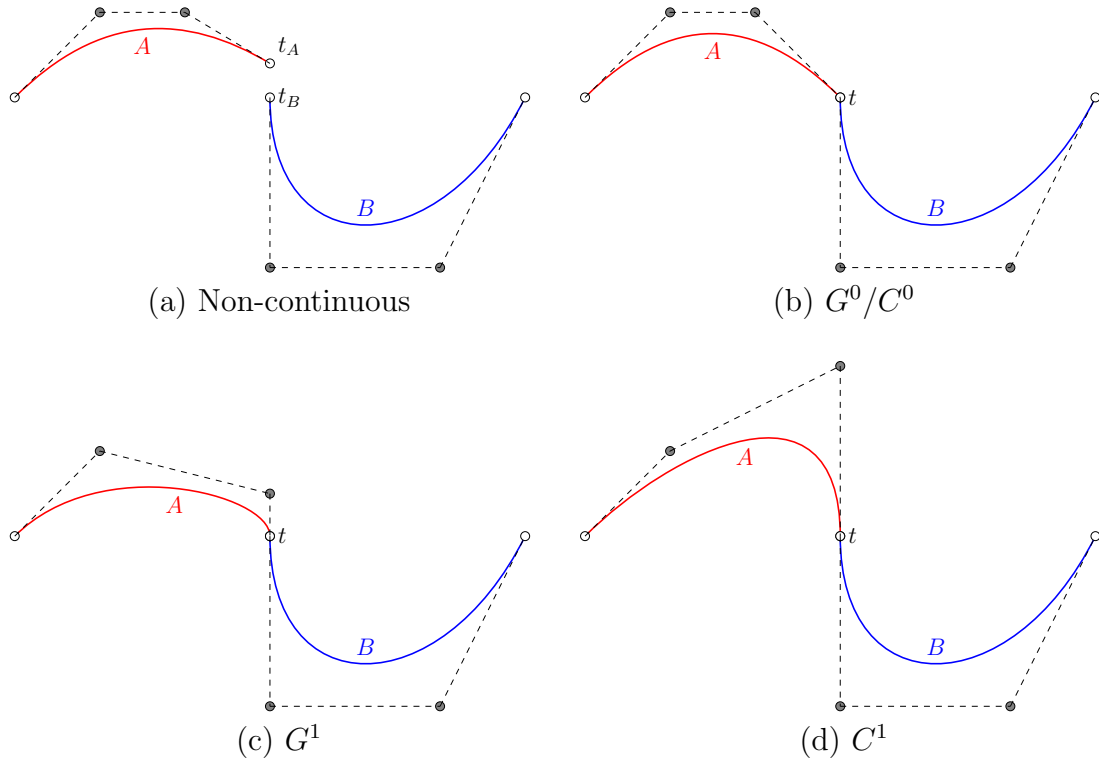 A
t_A
t_B
B
(a) Non-continuous
A
t
B
(b) G^0/C^0
A
t
B
(c) G^1
A
t
B
(d) C^1